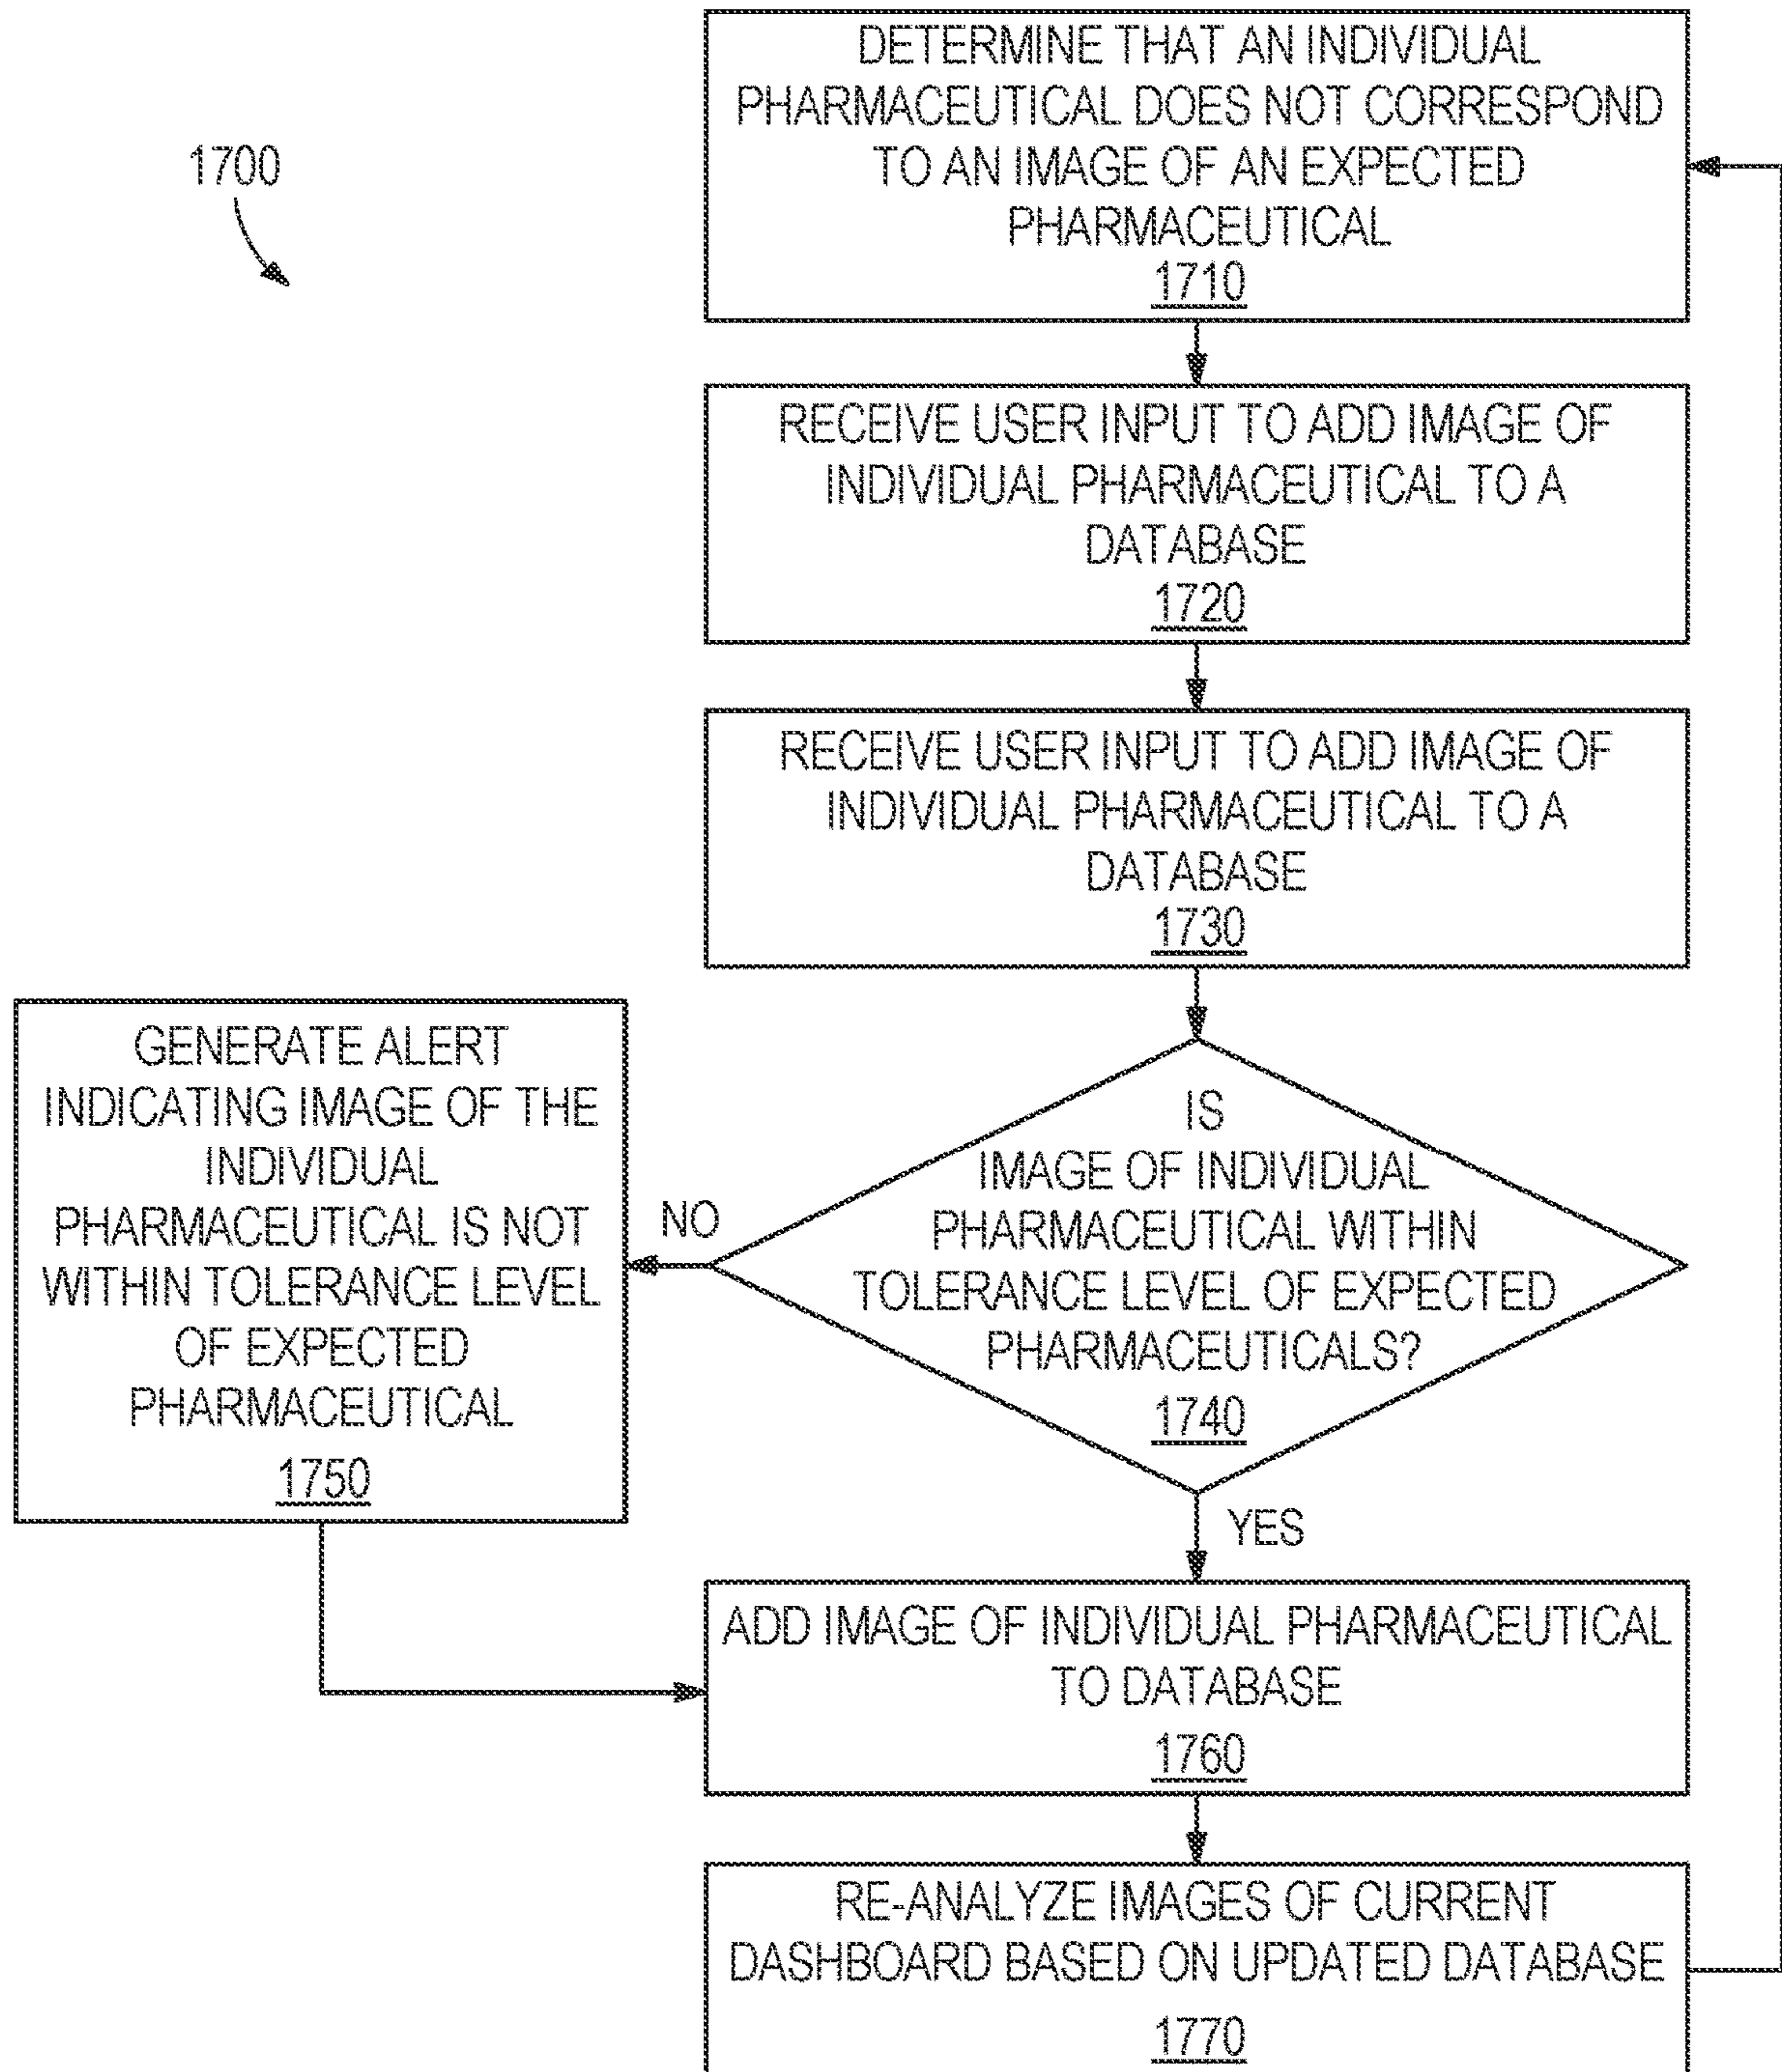 1700
DETERMINE THAT AN INDIVIDUAL
PHARMACEUTICAL DOES NOT CORRESPOND
TO AN IMAGE OF AN EXPECTED
PHARMACEUTICAL
1710
RECEIVE USER INPUT TO ADD IMAGE OF
INDIVIDUAL PHARMACEUTICAL TO A
DATABASE
1720
RECEIVE USER INPUT TO ADD IMAGE OF
INDIVIDUAL PHARMACEUTICAL TO A
DATABASE
1730
IS
IMAGE OF INDIVIDUAL
PHARMACEUTICAL WITHIN
TOLERANCE LEVEL OF EXPECTED
PHARMACEUTICALS?
1740
NO
GENERATE ALERT
INDICATING IMAGE OF THE
INDIVIDUAL
PHARMACEUTICAL IS NOT
WITHIN TOLERANCE LEVEL
OF EXPECTED
PHARMACEUTICAL
1750
YES
ADD IMAGE OF INDIVIDUAL PHARMACEUTICAL
TO DATABASE
1760
RE-ANALYZE IMAGES OF CURRENT
DASHBOARD BASED ON UPDATED DATABASE
1770